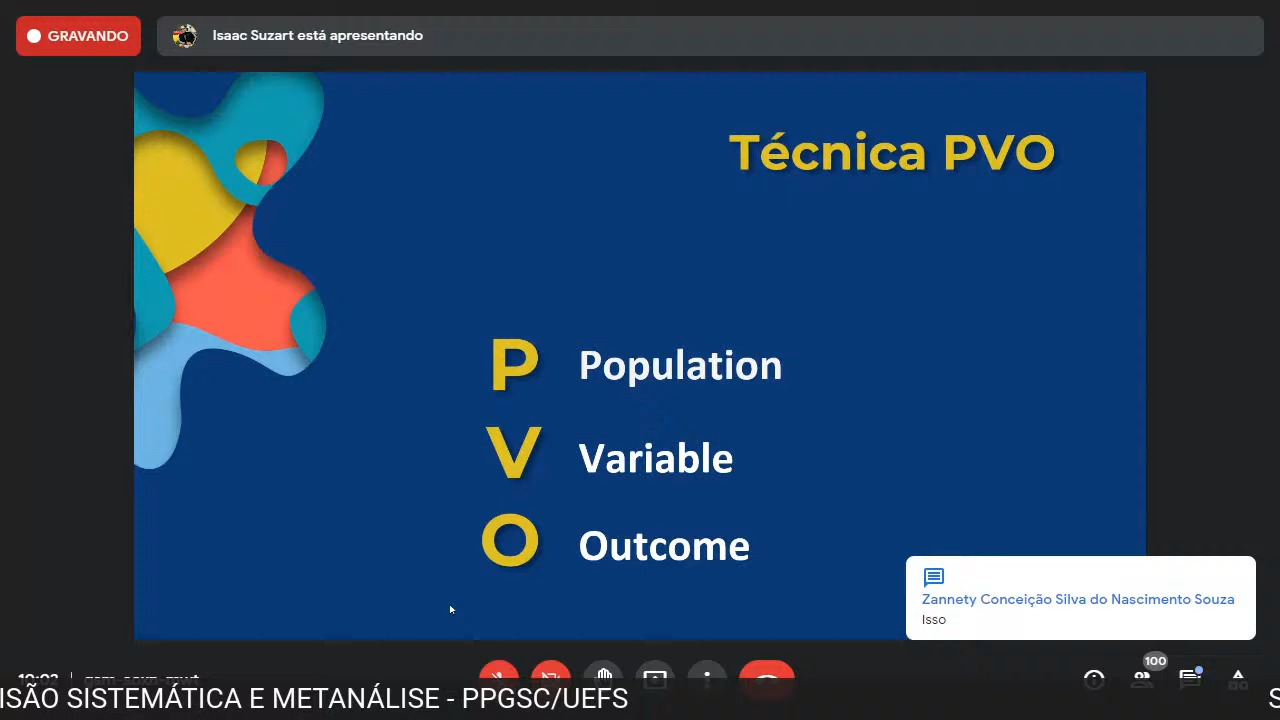 GRAVANDO
Isaac Suzart está apresentando
Técnica PVO
P Population
V Variable
O Outcome
Zannety Conceição Silva do Nascimento Souza
Isso
100
ISÃO SISTEMÁTICA E METANÁLISE - PPGSC/UEFS
S